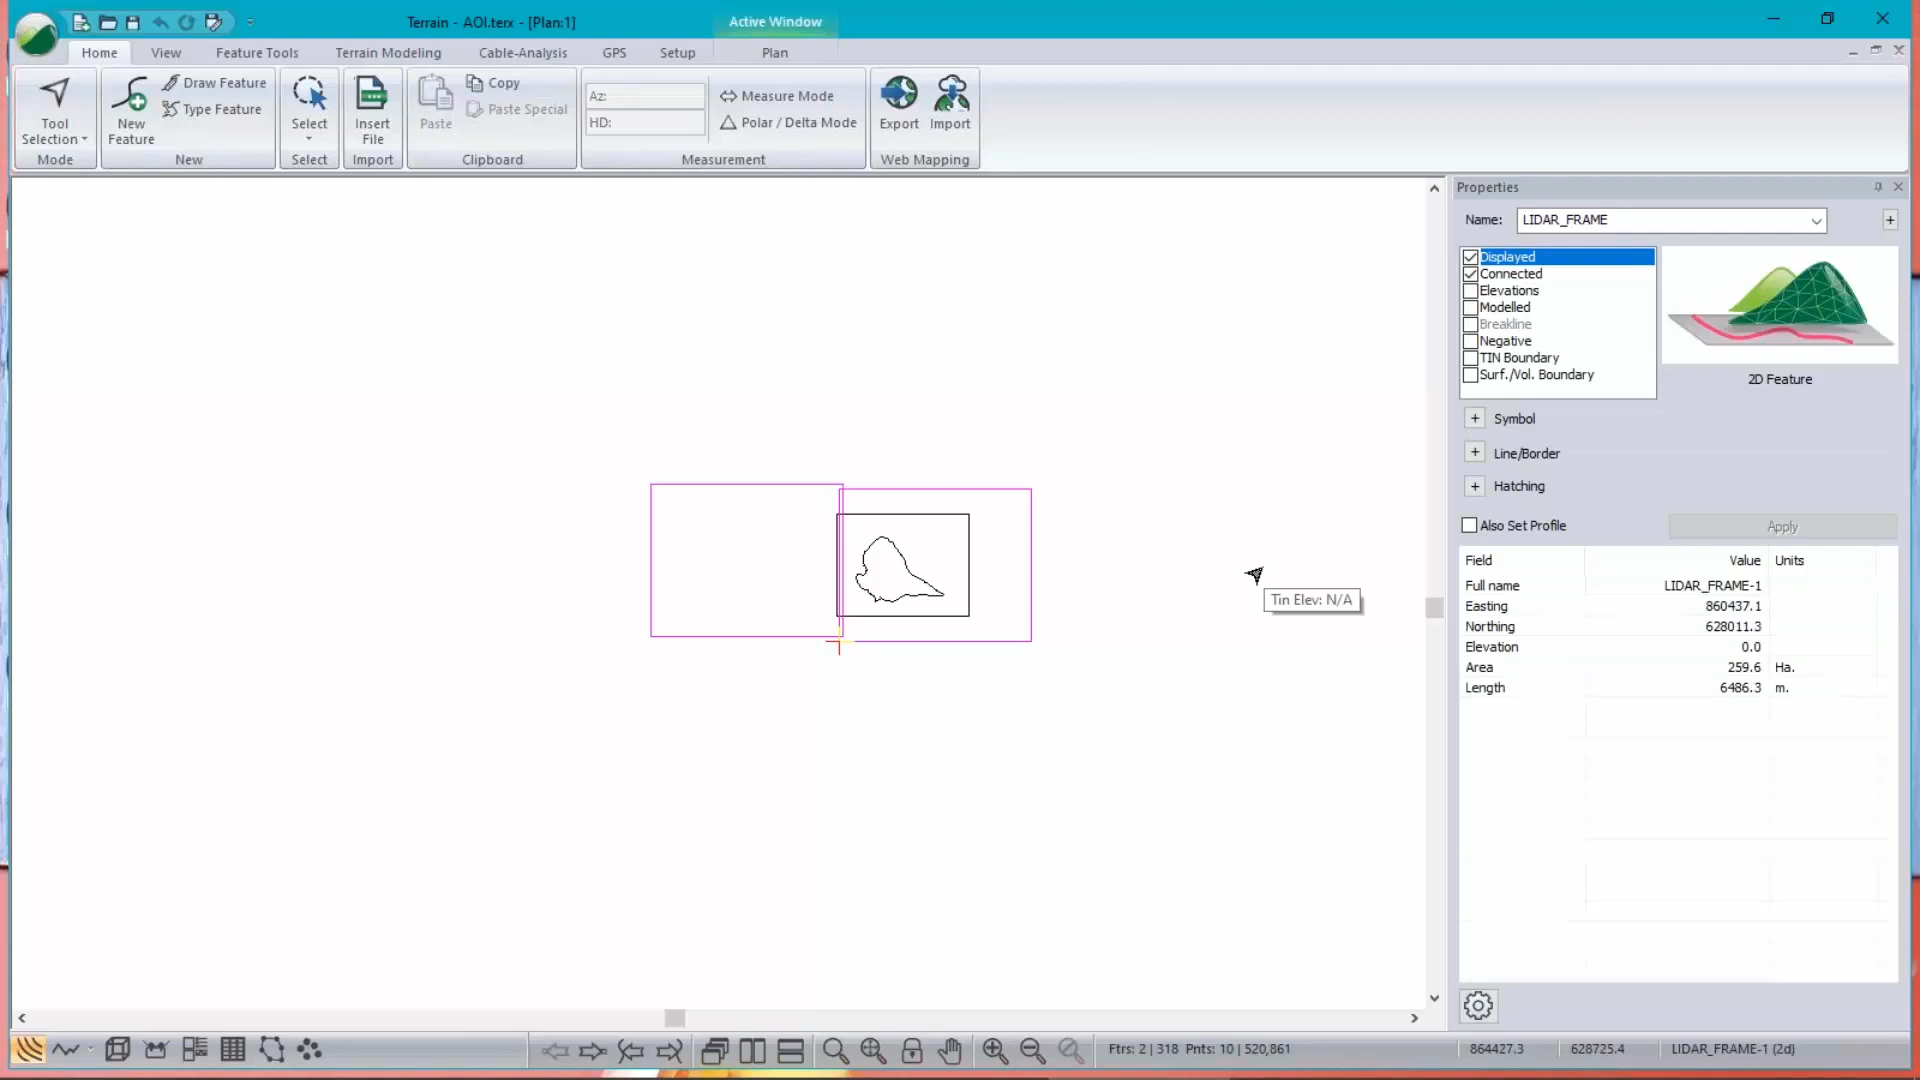 Terrain - AOI.terx - [Plan:1]
Active Window
Home
View
Feature Tools
Terrain Modeling
Cable-Analysis
GPS
Setup
Plan
Tool
Selection
Mode
New
Feature
Draw Feature
Type Feature
New
Select
Select
Insert
File
Import
Paste
Copy
Paste Special
Clipboard
Az:
HD:
Measure Mode
Polar / Delta Mode
Measurement
Export
Import
Web Mapping
Tin Elev: N/A
Properties
Name: LIDAR_FRAME
Displayed
Connected
Elevations
Modelled
Breakline
Negative
TIN Boundary
Surf./Vol. Boundary
2D Feature
Symbol
Line/Border
Hatching
Also Set Profile
Apply
Field Value Units
Full name LIDAR_FRAME-1
Easting 860437.1
Northing 628011.3
Elevation 0.0
Area 259.6 Ha.
Length 6486.3 m.
Ftrs: 2 | 318 Pnts: 10 | 520,861
864427.3
628725.4
LIDAR_FRAME-1 (2d)